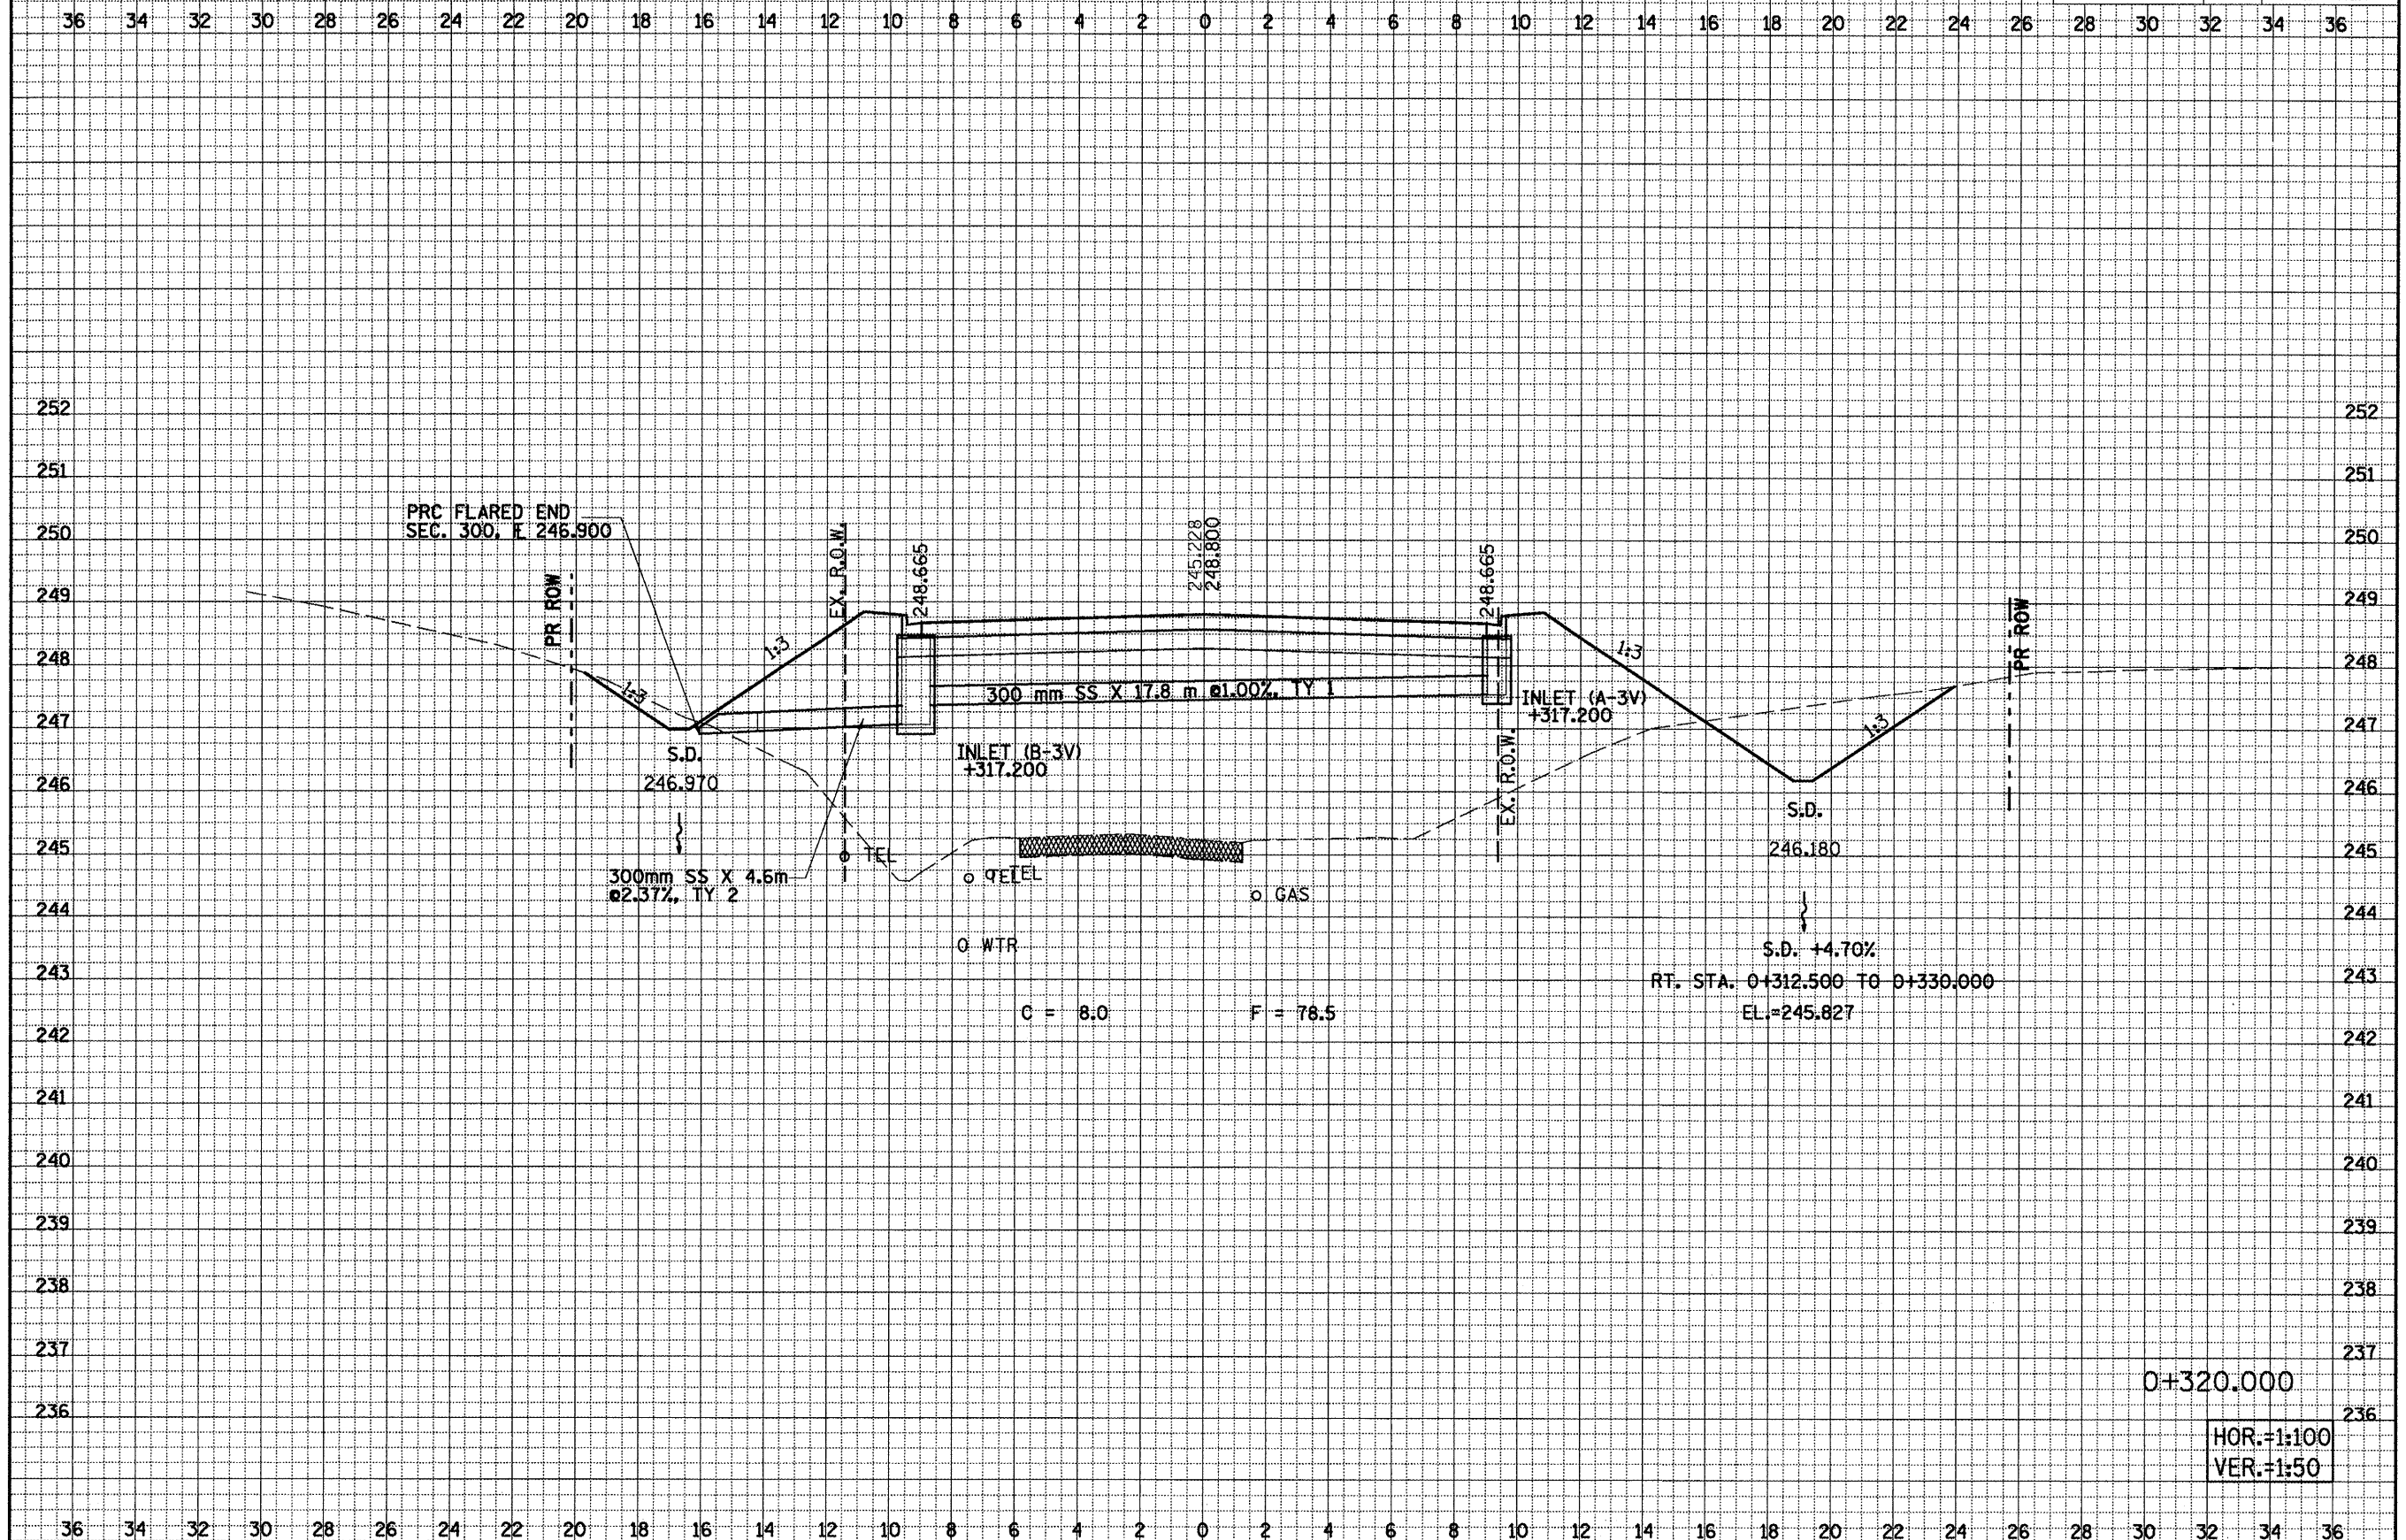 36 34 32 30 28 26 24 22 20 18 16 14 12 10 8 6 4 2 0 2 4 6 8 10 12 14 16 18 20 22 24 26 28 30 32 34 36
252 252
251 251
PRC FLARED END
SEC. 300, E 246.900
250 250
249 249
PR ROW
EX. R.O.W.
248.665
245.228
248.800
248.665
PR ROW
248 248
1:3
1:3
1:3
1:3
300 mm SS X 17.8 m @1.00%, TY 1
INLET (A-3V)
+317.200
247 247
S.D.
246.970
INLET (B-3V)
+317.200
EX. R.O.W.
246 246
S.D.
246.180
245 245
TEL
TEL
TEL
300mm SS X 4.6m
@2.37%, TY 2
GAS
244 244
WTR
S.D. +4.70%
243 243
RT. STA. 0+312.500 TO 0+330.000
C = 8.0 F = 78.5
EL.=245.827
242 242
241 241
240 240
239 239
238 238
237 237
0+320.000
236 236
HOR.=1:100
VER.=1:50
36 34 32 30 28 26 24 22 20 18 16 14 12 10 8 6 4 2 0 2 4 6 8 10 12 14 16 18 20 22 24 26 28 30 32 34 36